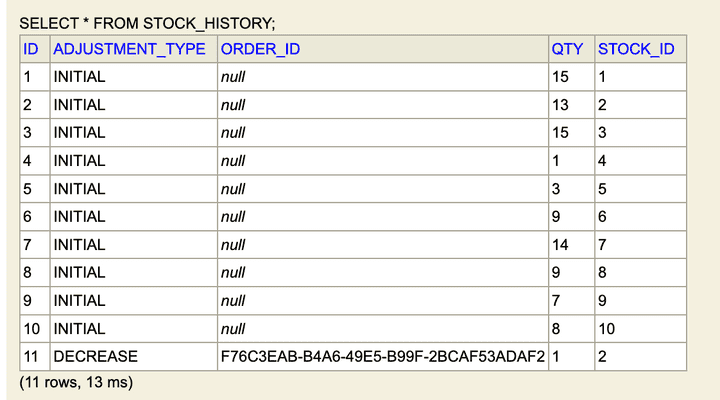 SELECT * FROM STOCK_HISTORY;
ID ADJUSTMENT_TYPE ORDER_ID QTY STOCK_ID
1 INITIAL null 15 1
2 INITIAL null 13 2
3 INITIAL null 15 3
4 INITIAL null 1 4
5 INITIAL null 3 5
6 INITIAL null 9 6
7 INITIAL null 14 7
8 INITIAL null 9 8
9 INITIAL null 7 9
10 INITIAL null 8 10
11 DECREASE F76C3EAB-B4A6-49E5-B99F-2BCAF53ADAF2 1 2
(11 rows, 13 ms)